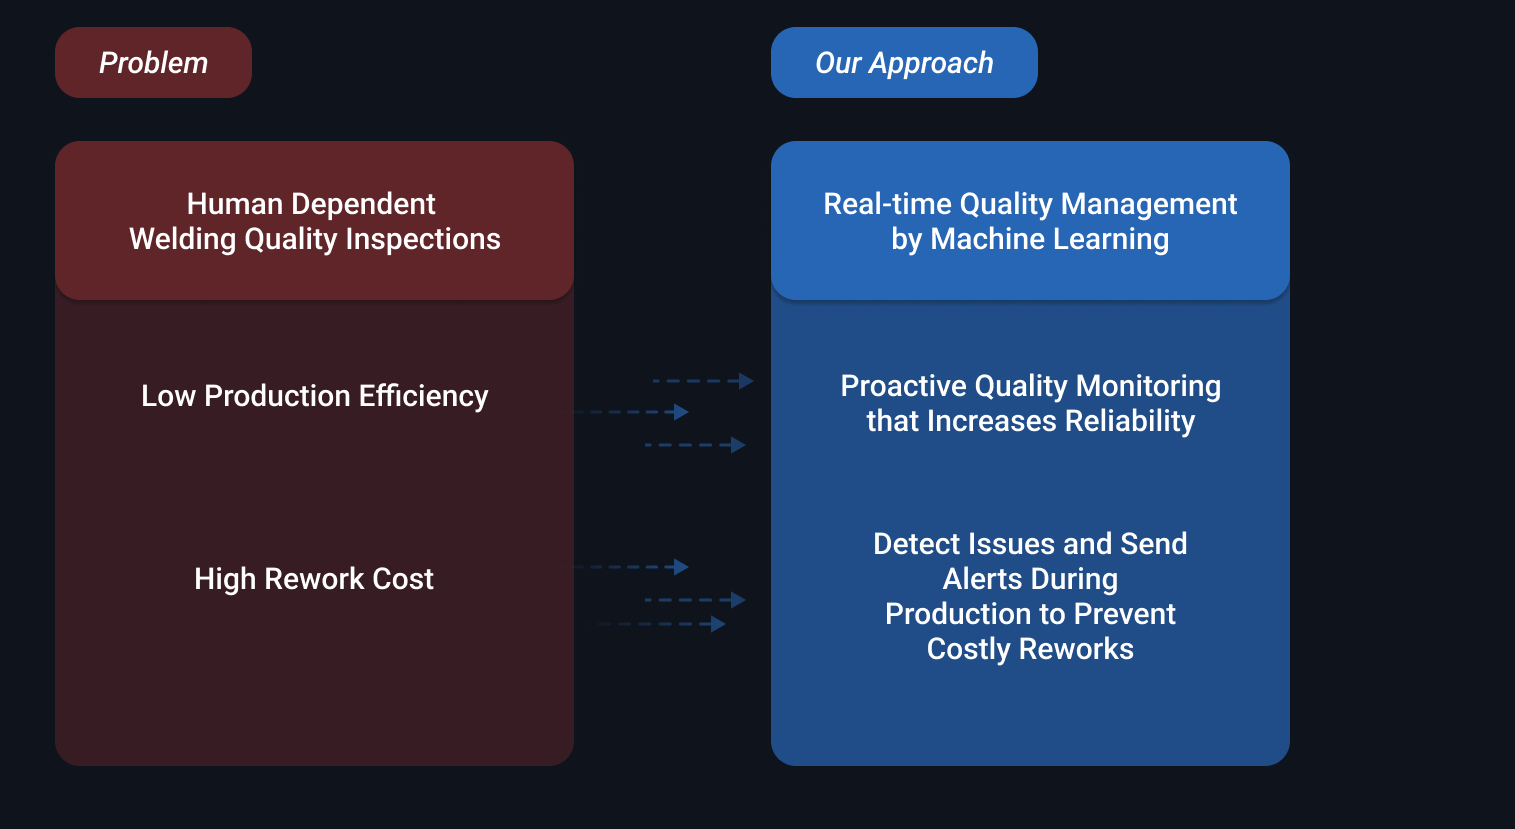 Problem
Our Approach
Human Dependent
Welding Quality Inspections
Real-time Quality Management
by Machine Learning
Low Production Efficiency
Proactive Quality Monitoring
that Increases Reliability
High Rework Cost
Detect Issues and Send
Alerts During
Production to Prevent
Costly Reworks